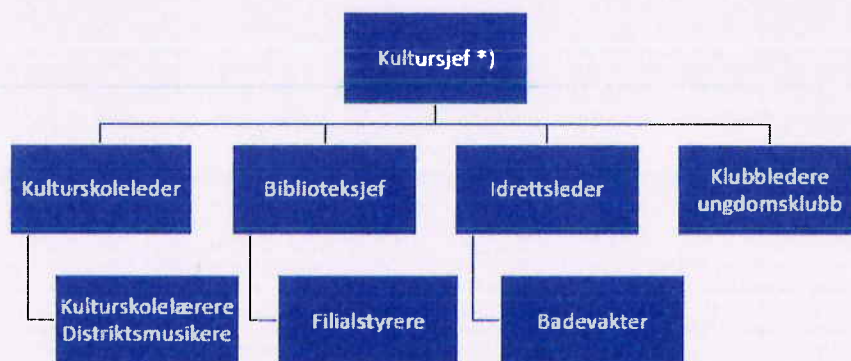 Kultursjef *)
Kulturskoleleder
Biblioteksjef
Idrettsleder
Klubbledere
ungdomsklubb
Kulturskolelærere
Distriktsmusikere
Filialstyrere
Badevakter